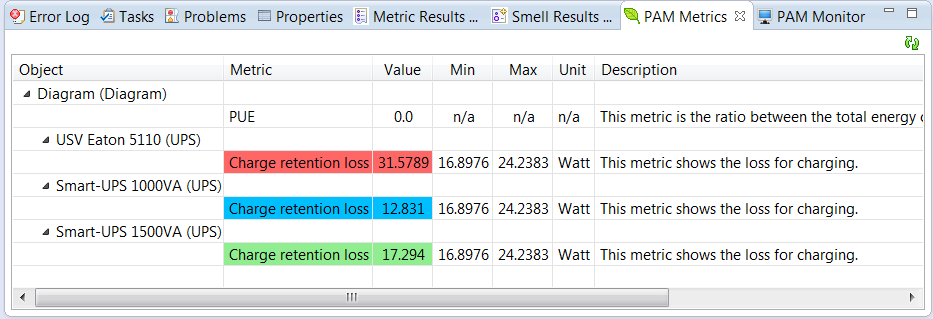 Error Log Tasks Problems Properties Metric Results ... Smell Results ... PAM Metrics PAM Monitor
Object Metric Value Min Max Unit Description
Diagram (Diagram)
PUE 0.0 n/a n/a n/a This metric is the ratio between the total energy
USV Eaton 5110 (UPS)
Charge retention loss 31.5789 16.8976 24.2383 Watt This metric shows the loss for charging.
Smart-UPS 1000VA (UPS)
Charge retention loss 12.831 16.8976 24.2383 Watt This metric shows the loss for charging.
Smart-UPS 1500VA (UPS)
Charge retention loss 17.294 16.8976 24.2383 Watt This metric shows the loss for charging.